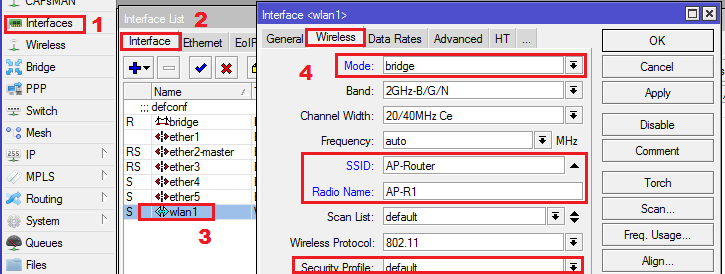 CAPsMAN
Interfaces
1
Wireless
Bridge
PPP
Switch
Mesh
IP
MPLS
Routing
System
Queues
Files
2
Interface List
Interface
Ethernet
EoIP
Name
;;; defconf
R bridge
ether1
RS ether2-master
RS ether3
S ether4
S ether5
S wlan1
3
Interface <wlan1>
General
Wireless
Data Rates
Advanced
HT
...
4
Mode: bridge
Band: 2GHz-B/G/N
Channel Width: 20/40MHz Ce
Frequency: auto MHz
SSID: AP-Router
Radio Name: AP-R1
Scan List: default
Wireless Protocol: 802.11
Security Profile: default
OK
Cancel
Apply
Disable
Comment
Torch
Scan...
Freq. Usage...
Align...